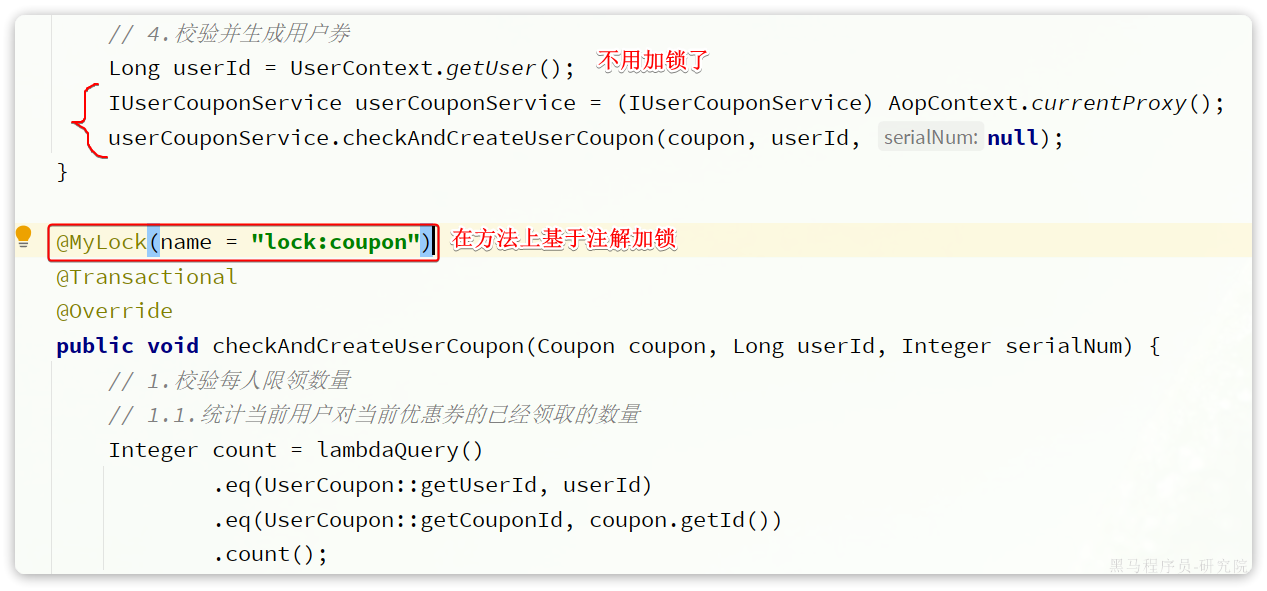 // 4.校验并生成用户券
Long userId = UserContext.getUser(); 不用加锁了
IUserCouponService userCouponService = (IUserCouponService) AopContext.currentProxy();
userCouponService.checkAndCreateUserCoupon(coupon, userId, serialNum: null);
}
@MyLock(name = "lock:coupon") 在方法上基于注解加锁
@Transactional
@Override
public void checkAndCreateUserCoupon(Coupon coupon, Long userId, Integer serialNum) {
// 1.校验每人限领数量
// 1.1.统计当前用户对当前优惠券的已经领取的数量
Integer count = lambdaQuery()
.eq(UserCoupon::getUserId, userId)
.eq(UserCoupon::getCouponId, coupon.getId())
.count();
黑马程序员-研究院